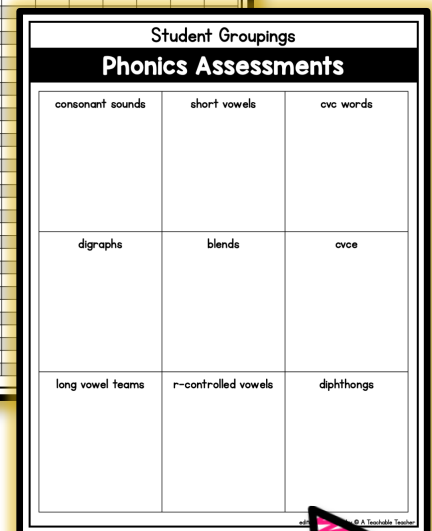 Student Groupings
Phonics Assessments
consonant sounds short vowels cvc words
digraphs blends cvce
long vowel teams r-controlled vowels diphthongs
© A Teachable Teacher